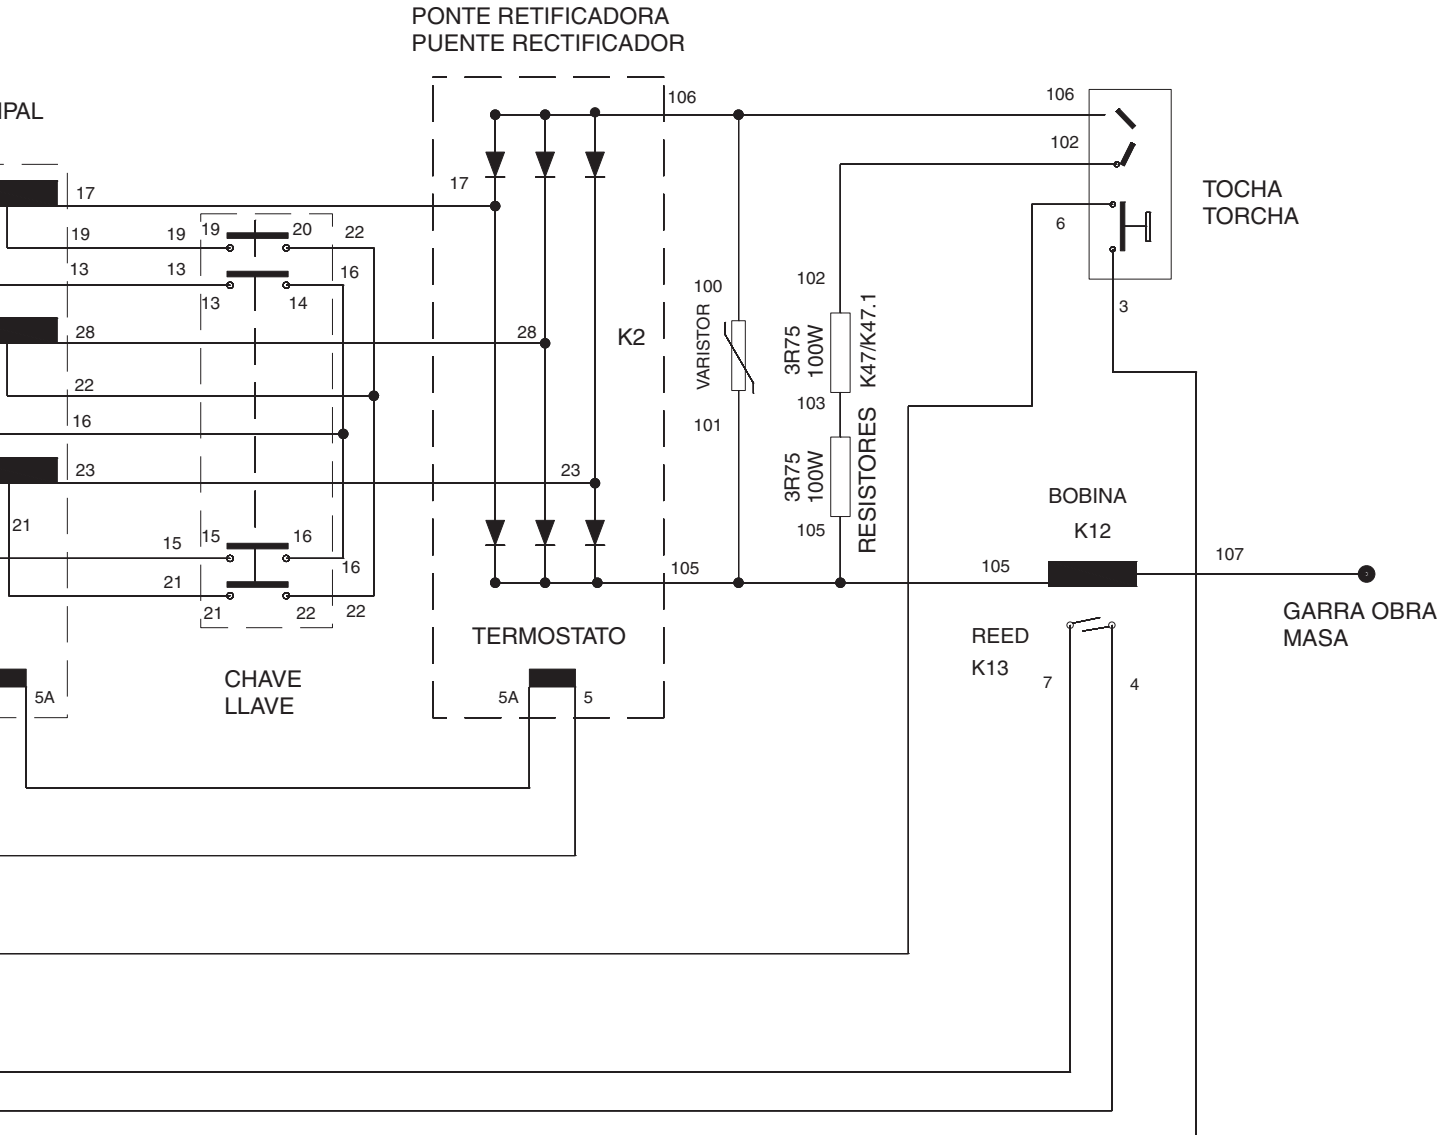 PONTE RETIFICADORA
PUENTE RECTIFICADOR
IPAL
106
106
102
17
17
TOCHA
TORCHA
19
19
19
20
22
6
13
13
16
13
14
102
100
3
28
28
K2
VARISTOR
3R75
100W
K47/K47.1
22
103
16
101
23
23
3R75
100W
RESISTORES
BOBINA
K12
21
15
15
16
105
105
105
107
16
21
21
22
22
GARRA OBRA
MASA
TERMOSTATO
REED
K13
7
4
CHAVE
LLAVE
5A
5A
5